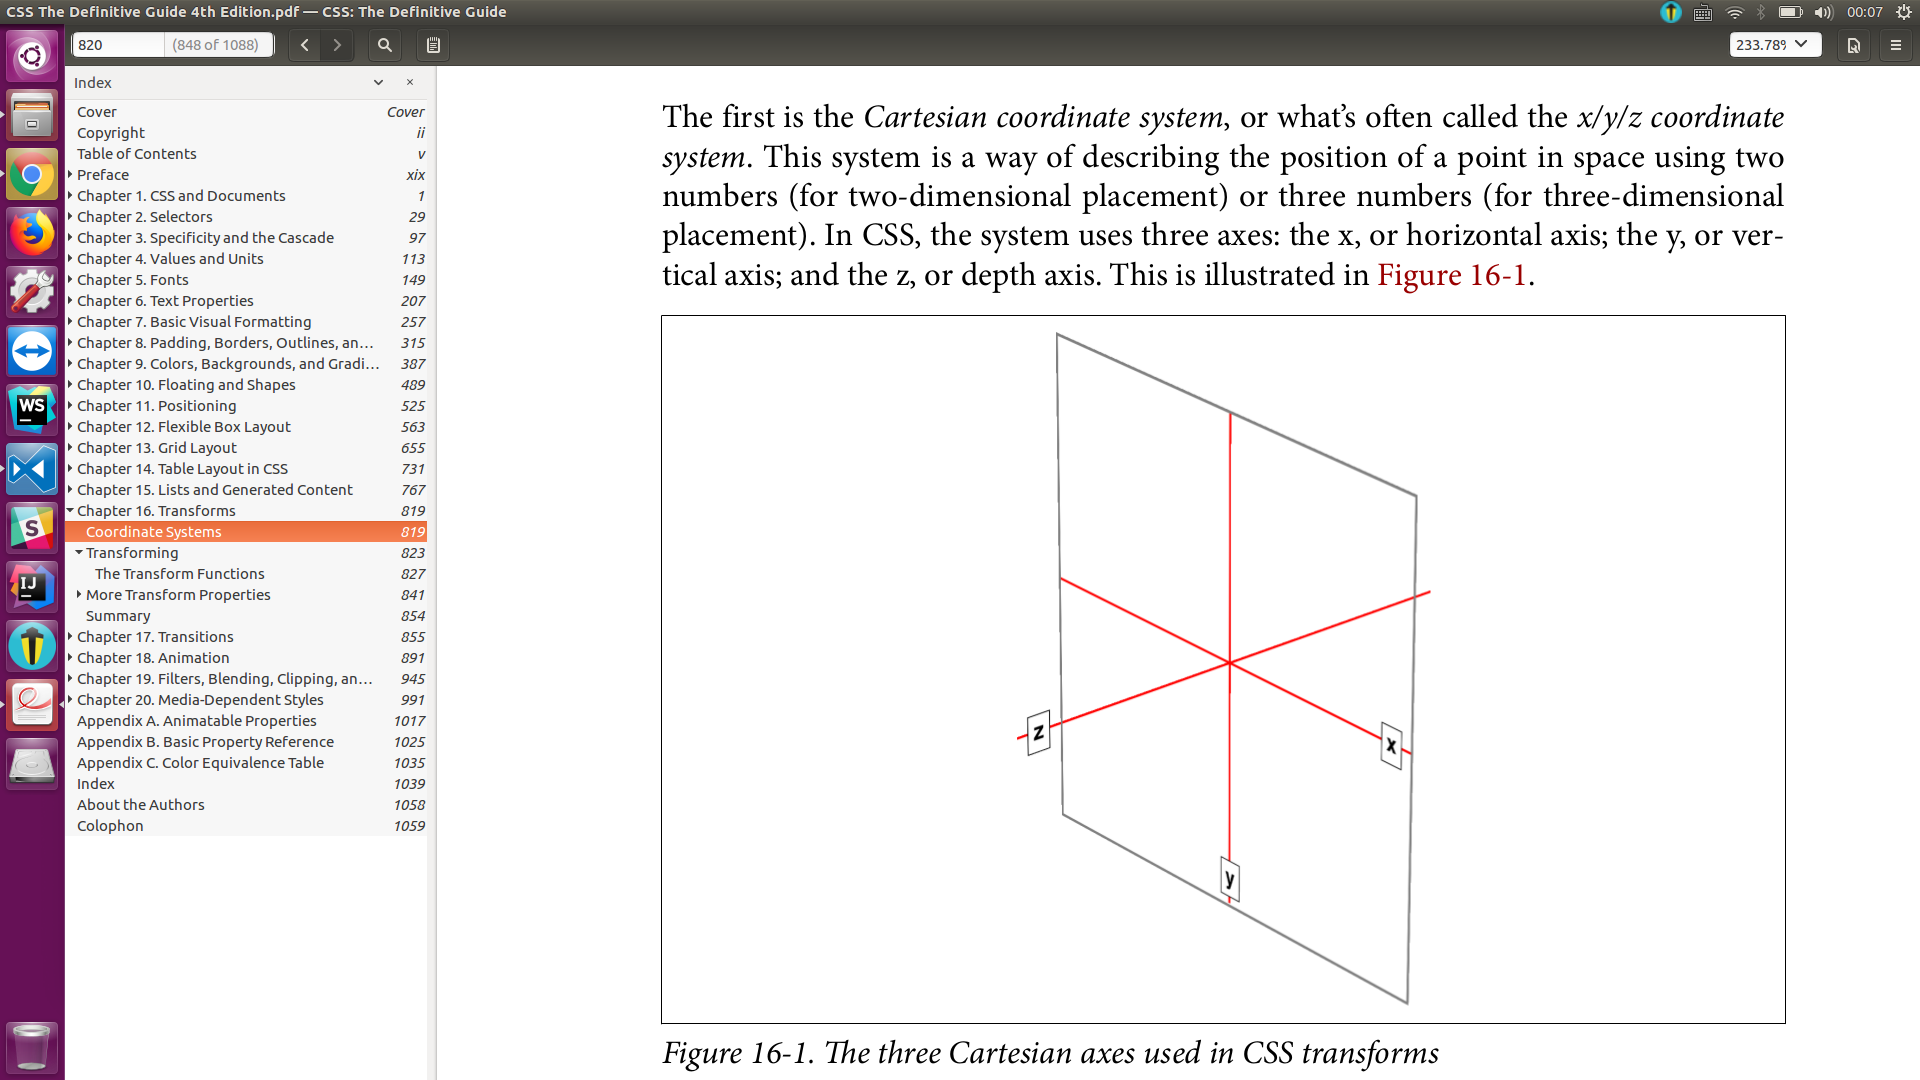 CSS The Definitive Guide 4th Edition.pdf — CSS: The Definitive Guide
00:07
820
(848 of 1088)
233.78%
Index
Cover Cover
Copyright ii
Table of Contents v
Preface xix
Chapter 1. CSS and Documents 1
Chapter 2. Selectors 29
Chapter 3. Specificity and the Cascade 97
Chapter 4. Values and Units 113
Chapter 5. Fonts 149
Chapter 6. Text Properties 207
Chapter 7. Basic Visual Formatting 257
Chapter 8. Padding, Borders, Outlines, an… 315
Chapter 9. Colors, Backgrounds, and Gradi… 387
Chapter 10. Floating and Shapes 489
Chapter 11. Positioning 525
Chapter 12. Flexible Box Layout 563
Chapter 13. Grid Layout 655
Chapter 14. Table Layout in CSS 731
Chapter 15. Lists and Generated Content 767
Chapter 16. Transforms 819
Coordinate Systems 819
Transforming 823
The Transform Functions 827
More Transform Properties 841
Summary 854
Chapter 17. Transitions 855
Chapter 18. Animation 891
Chapter 19. Filters, Blending, Clipping, an… 945
Chapter 20. Media-Dependent Styles 991
Appendix A. Animatable Properties 1017
Appendix B. Basic Property Reference 1025
Appendix C. Color Equivalence Table 1035
Index 1039
About the Authors 1058
Colophon 1059
WS
S
IJ
The first is the Cartesian coordinate system, or what’s often called the x/y/z coordinate
system. This system is a way of describing the position of a point in space using two
numbers (for two-dimensional placement) or three numbers (for three-dimensional
placement). In CSS, the system uses three axes: the x, or horizontal axis; the y, or ver-
tical axis; and the z, or depth axis. This is illustrated in Figure 16-1.
z
x
y
Figure 16-1. The three Cartesian axes used in CSS transforms